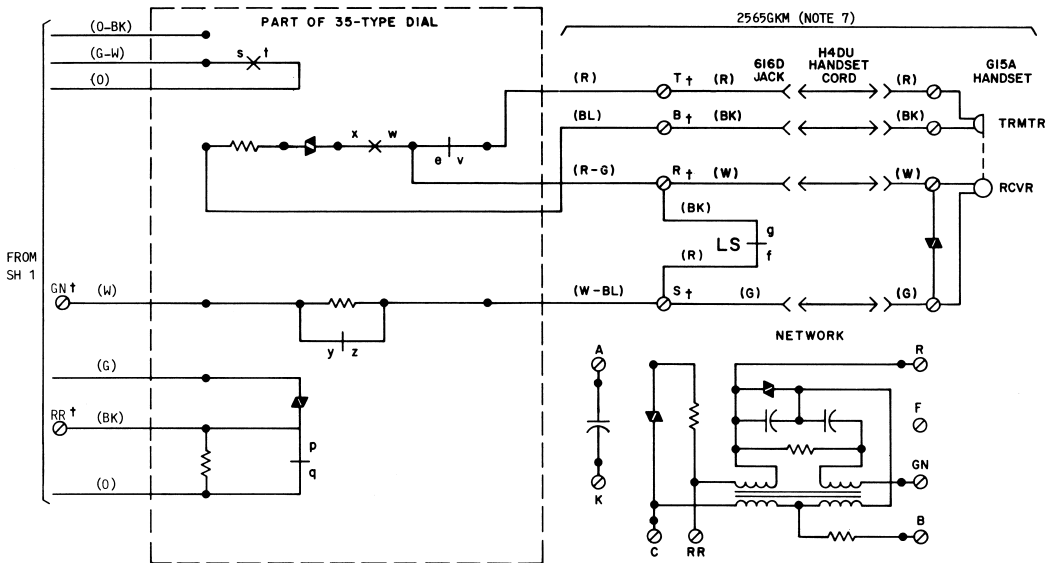 PART OF 35-TYPE DIAL
2565GKM (NOTE 7)
(O-BK)
(G-W)
s t
(O)
616D
JACK
H4DU
HANDSET
CORD
G15A
HANDSET
(R)
T†
(R)
(R)
(BL)
B†
(BK)
(BK)
TRMTR
x w
e v
(R-G)
R†
(W)
(W)
RCVR
(BK)
g
LS
f
(R)
FROM
SH 1
GN†
(W)
(W-BL)
S†
(G)
(G)
y z
NETWORK
A
R
(G)
F
RR†
(BK)
p
q
GN
(O)
K
B
C
RR